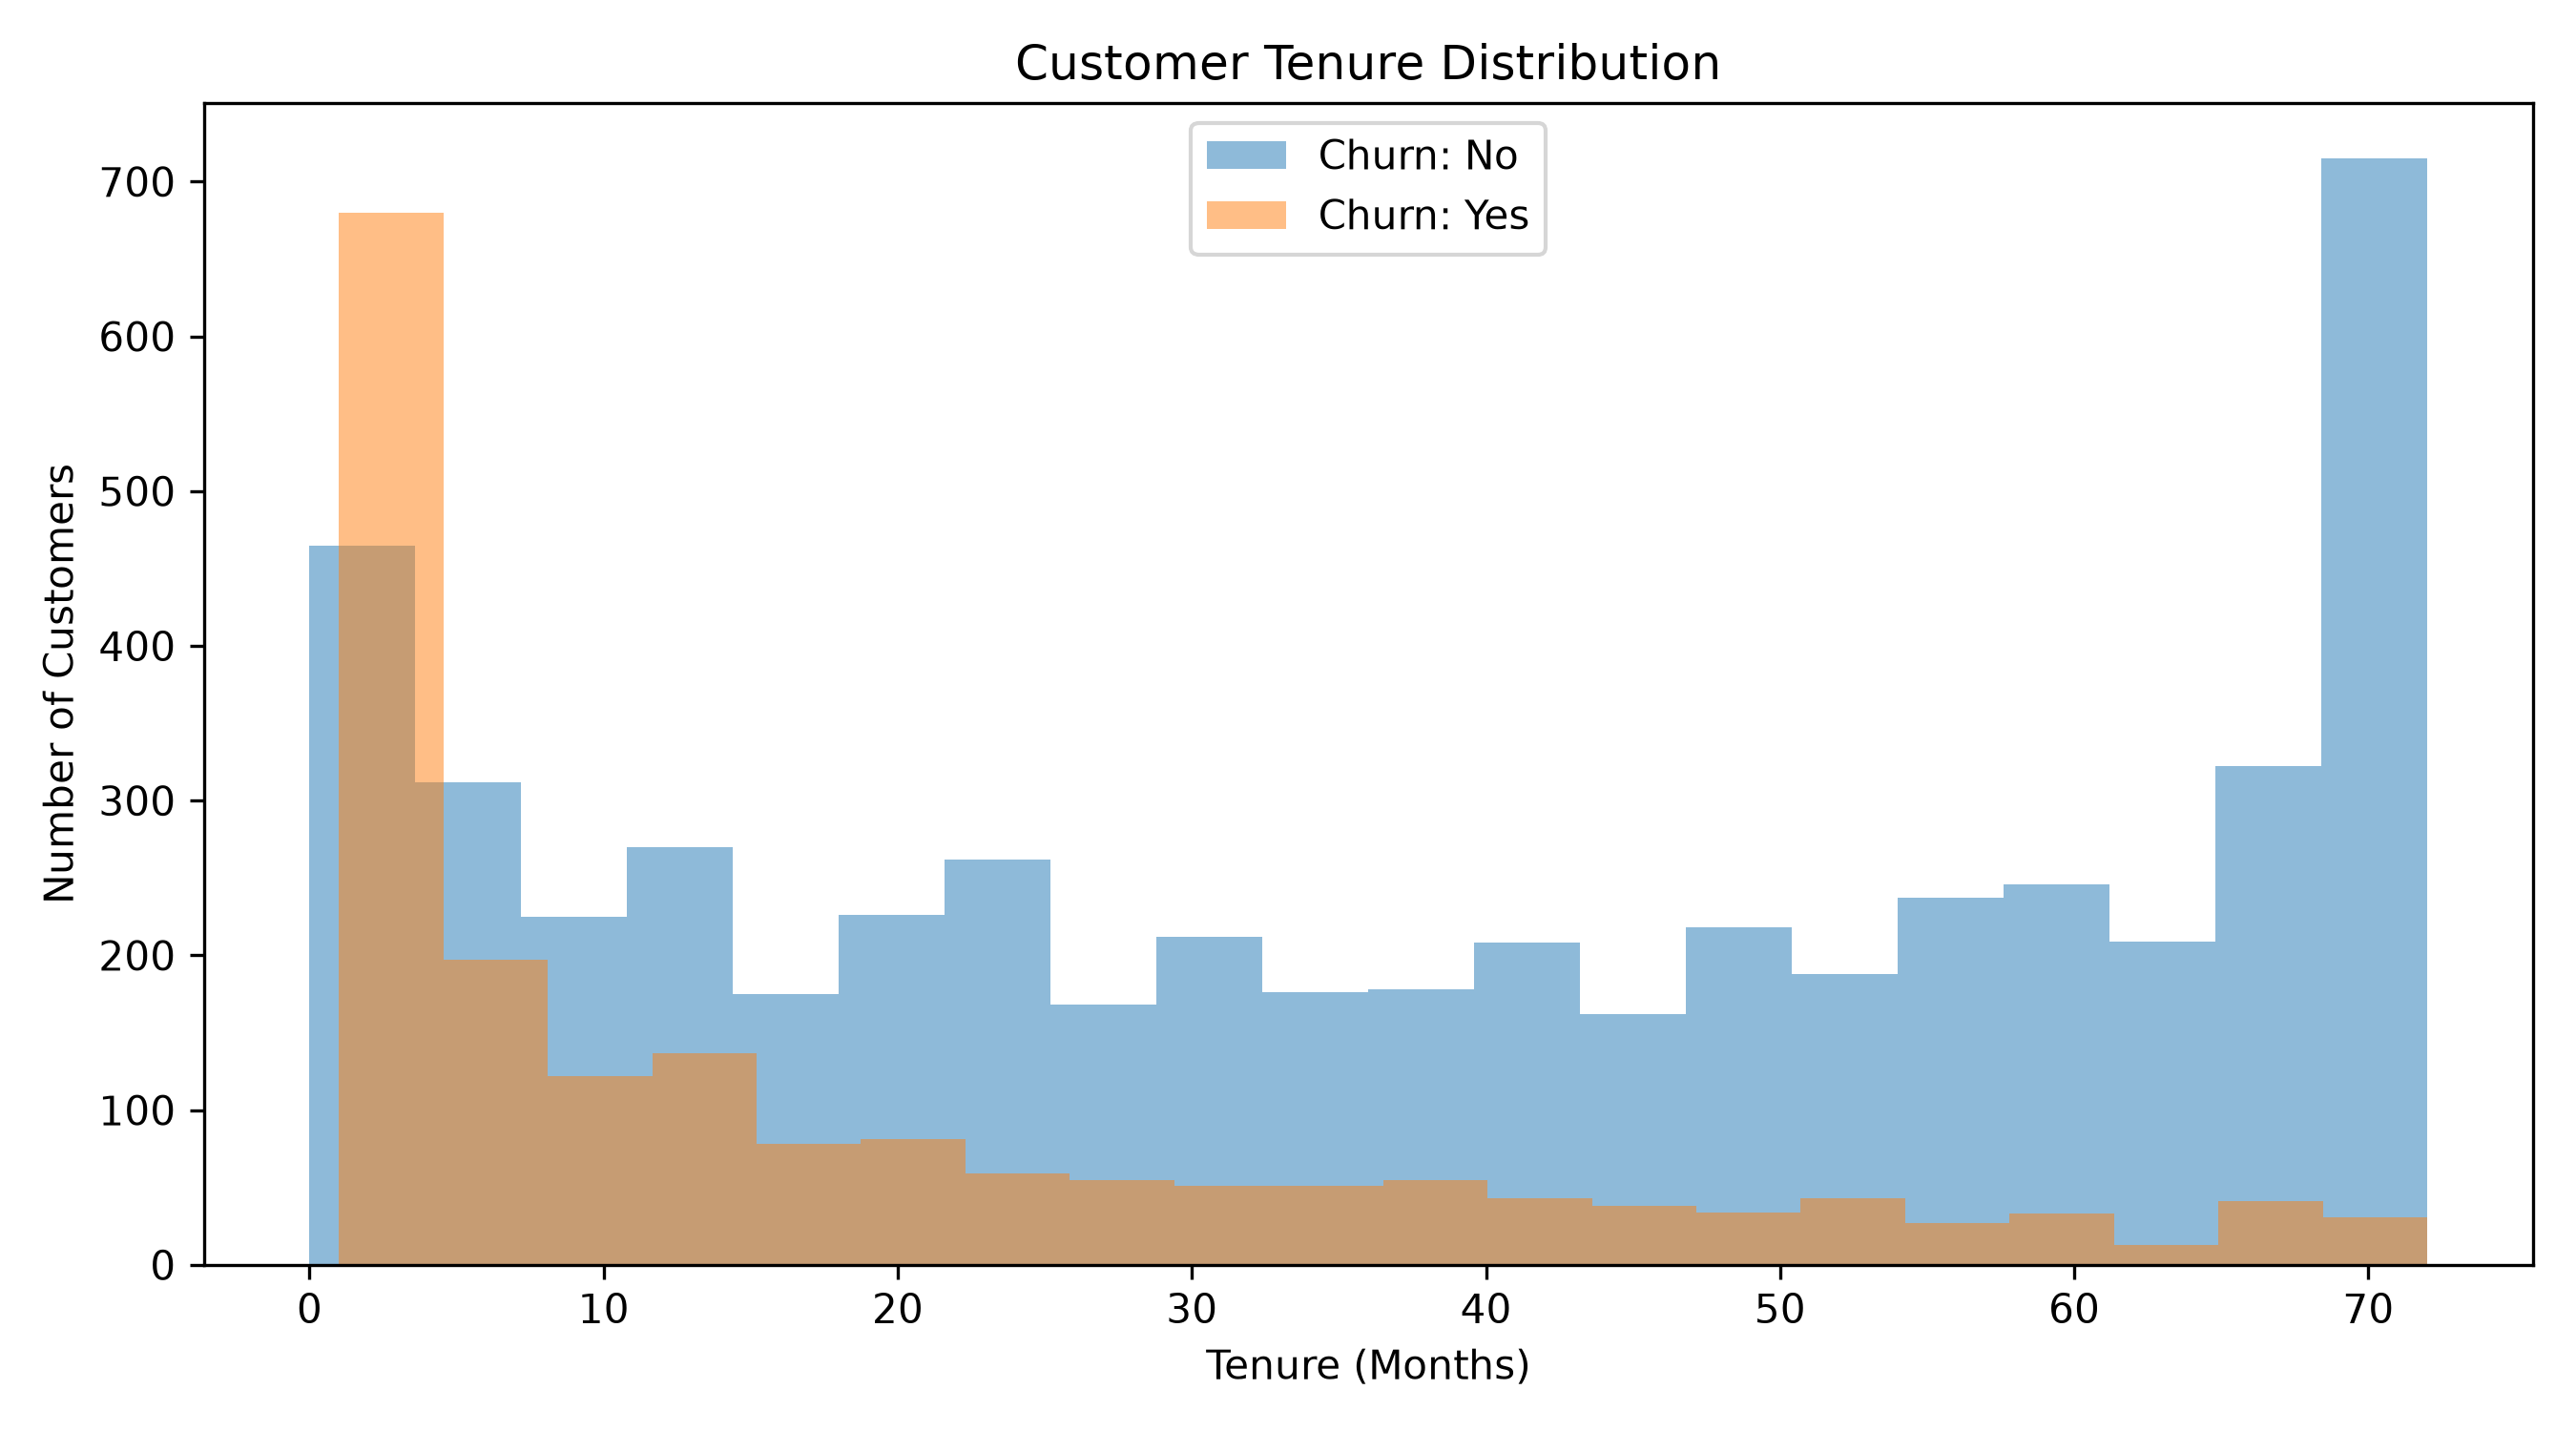 Customer Tenure Distribution
Churn: No
Churn: Yes
700
600
500
400
300
200
100
0
Number of Customers
0 10 20 30 40 50 60 70
Tenure (Months)